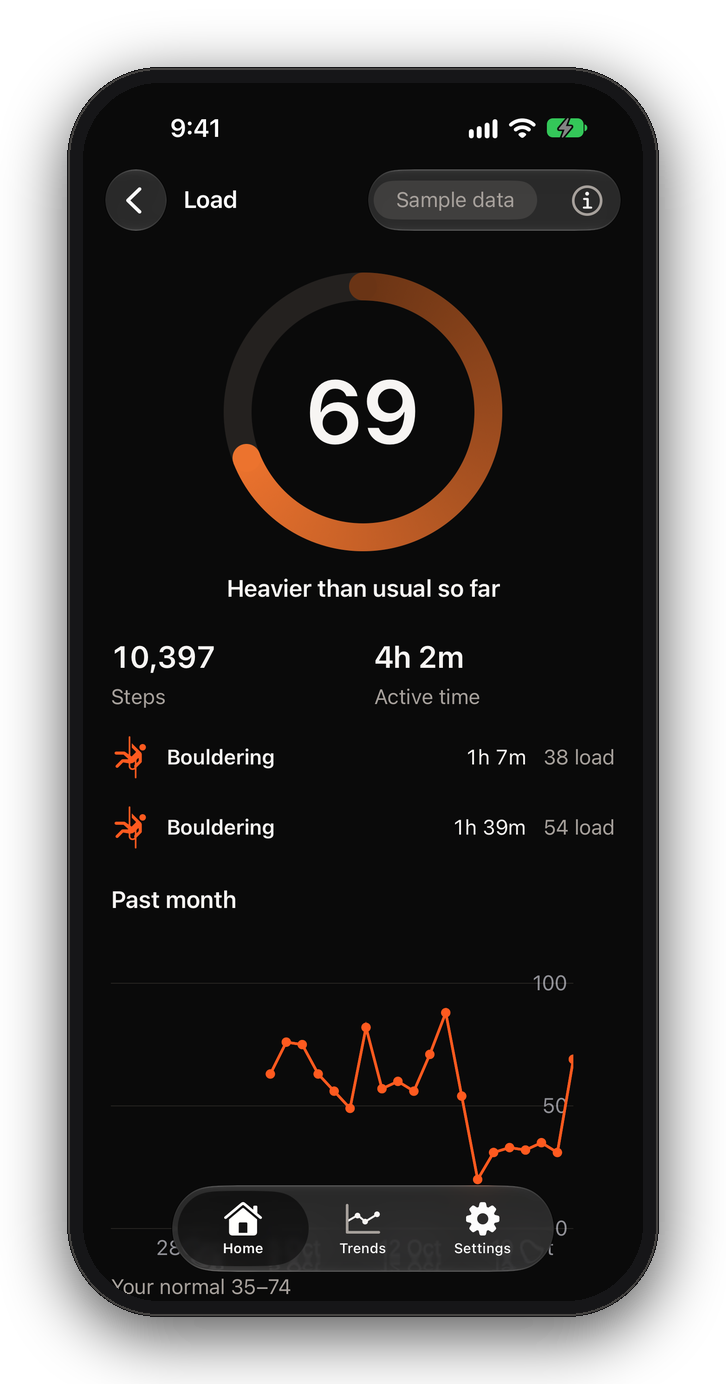 9:41
Load
Sample data
69
Heavier than usual so far
10,397
4h 2m
Steps
Active time
Bouldering 1h 7m 38 load
Bouldering 1h 39m 54 load
Past month
100
50
0
28
Home
Trends
Settings
Your normal 35–74